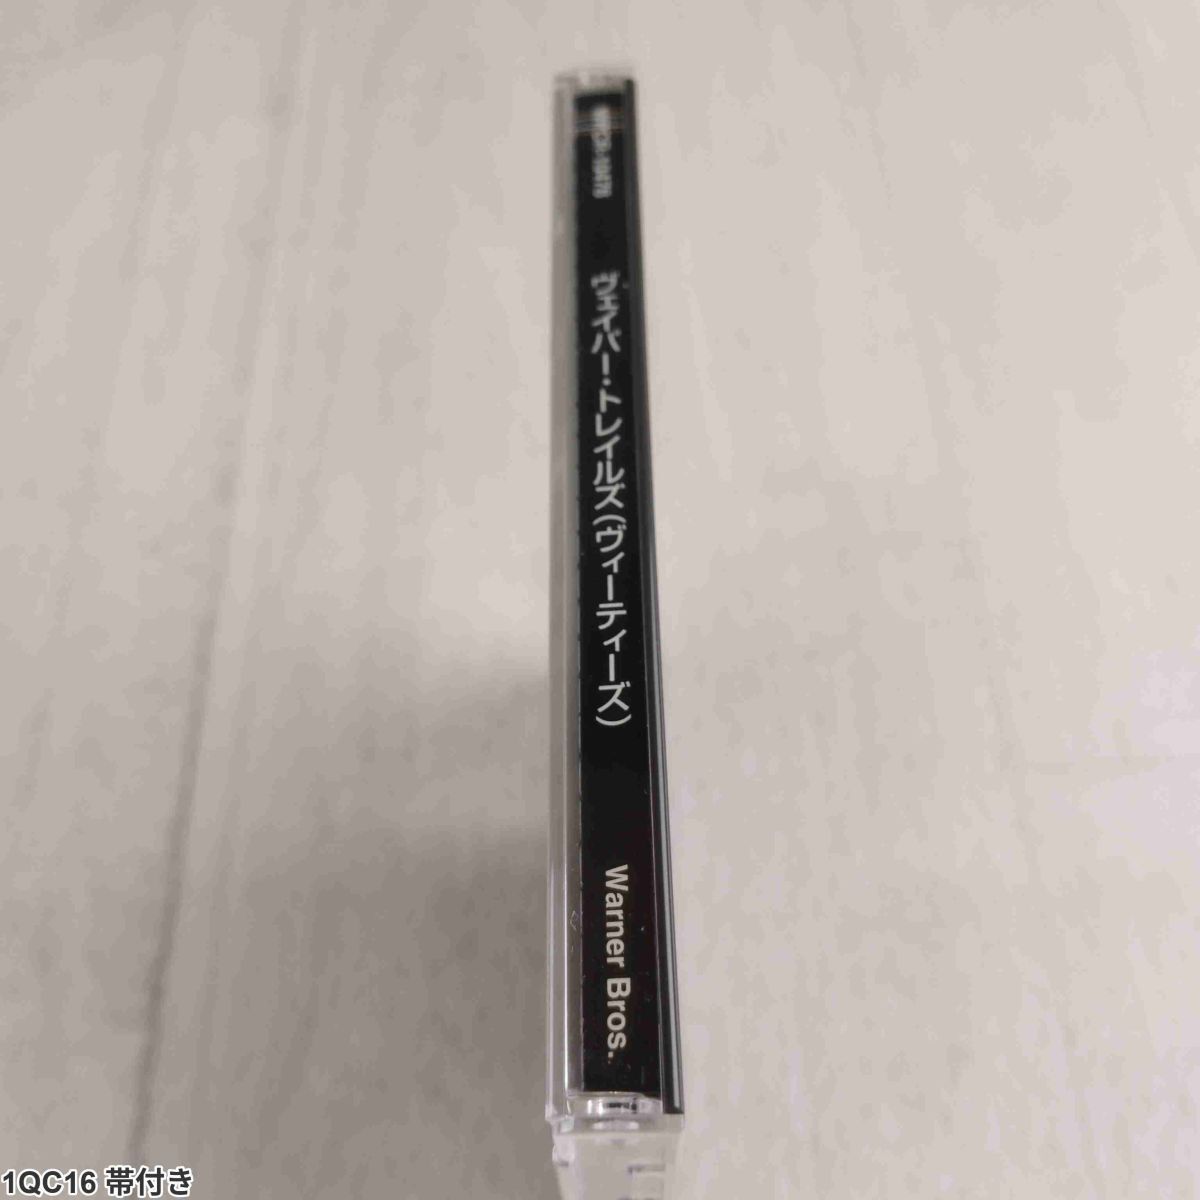 ヴェイパー・トレイルズ(ヴィーティーズ)
Warner Bros.
1QC16 帯付き